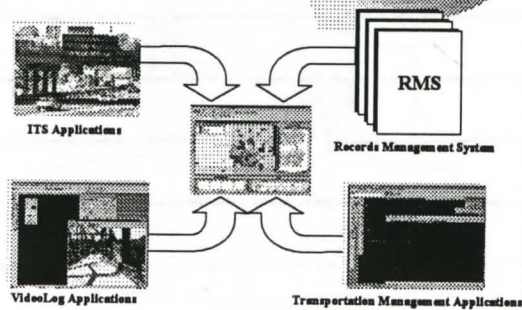 RMS
ITS Applications
Records Management System
VideoLog Applications
Transportation Management Applications